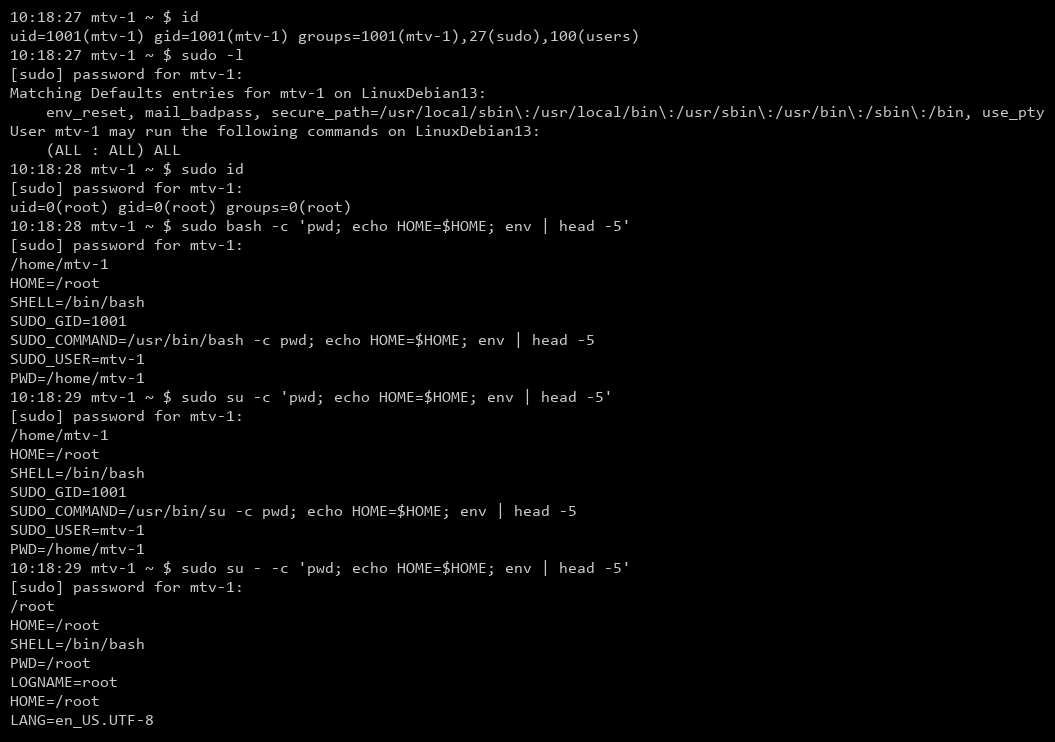 10:18:27 mtv-1 ~ $ id
uid=1001(mtv-1) gid=1001(mtv-1) groups=1001(mtv-1),27(sudo),100(users)
10:18:27 mtv-1 ~ $ sudo -l
[sudo] password for mtv-1:
Matching Defaults entries for mtv-1 on LinuxDebian13:
    env_reset, mail_badpass, secure_path=/usr/local/sbin\:/usr/local/bin\:/usr/sbin\:/usr/bin\:/sbin\:/bin, use_pty
User mtv-1 may run the following commands on LinuxDebian13:
    (ALL : ALL) ALL
10:18:28 mtv-1 ~ $ sudo id
[sudo] password for mtv-1:
uid=0(root) gid=0(root) groups=0(root)
10:18:28 mtv-1 ~ $ sudo bash -c 'pwd; echo HOME=$HOME; env | head -5'
[sudo] password for mtv-1:
/home/mtv-1
HOME=/root
SHELL=/bin/bash
SUDO_GID=1001
SUDO_COMMAND=/usr/bin/bash -c pwd; echo HOME=$HOME; env | head -5
SUDO_USER=mtv-1
PWD=/home/mtv-1
10:18:29 mtv-1 ~ $ sudo su -c 'pwd; echo HOME=$HOME; env | head -5'
[sudo] password for mtv-1:
/home/mtv-1
HOME=/root
SHELL=/bin/bash
SUDO_GID=1001
SUDO_COMMAND=/usr/bin/su -c pwd; echo HOME=$HOME; env | head -5
SUDO_USER=mtv-1
PWD=/home/mtv-1
10:18:29 mtv-1 ~ $ sudo su - -c 'pwd; echo HOME=$HOME; env | head -5'
[sudo] password for mtv-1:
/root
HOME=/root
SHELL=/bin/bash
PWD=/root
LOGNAME=root
HOME=/root
LANG=en_US.UTF-8